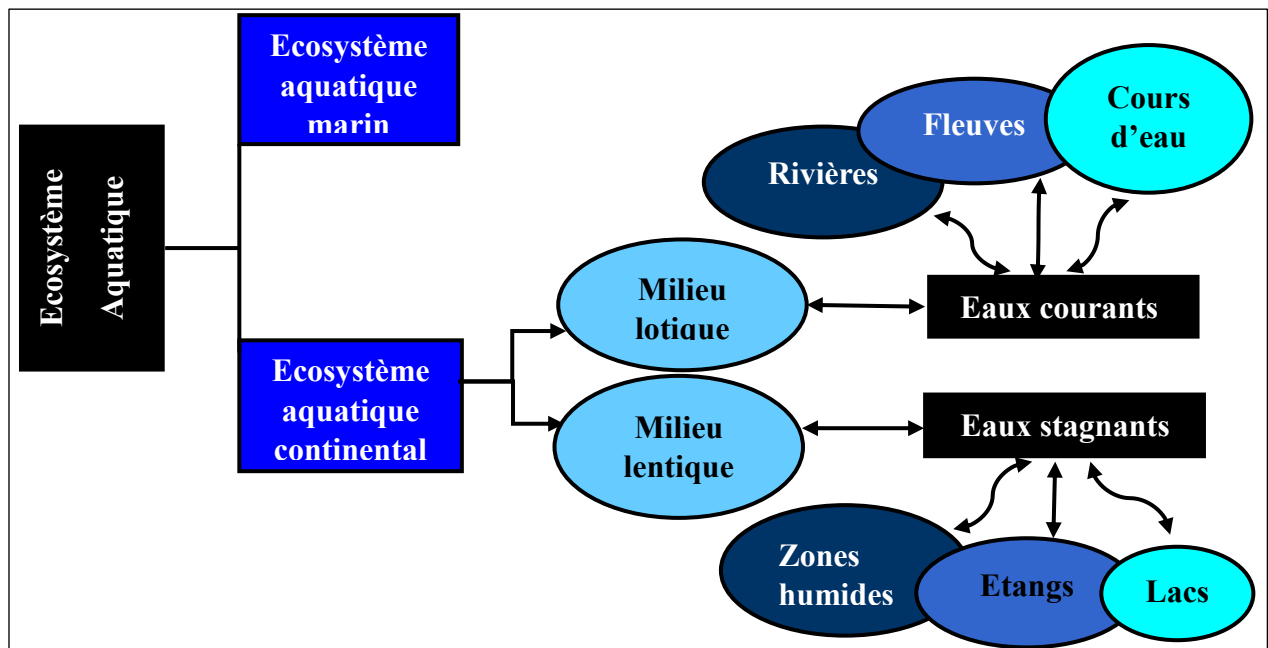 Ecosystème
Aquatique
Ecosystème
aquatique
marin
Ecosystème
aquatique
continental
Milieu
lotique
Milieu
lentique
Rivières
Fleuves
Cours
d’eau
Eaux courants
Eaux stagnants
Zones
humides
Etangs
Lacs